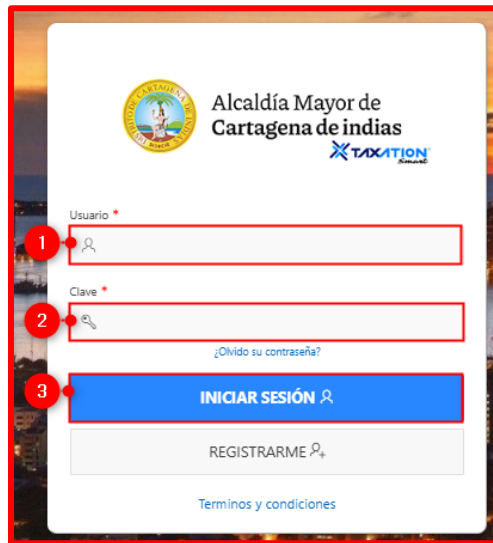 Alcaldía Mayor de
Cartagena de indias
TAXATION
Smart
Usuario *
1
Clave *
2
¿Olvido su contraseña?
3 INICIAR SESIÓN
REGISTRARME
Terminos y condiciones